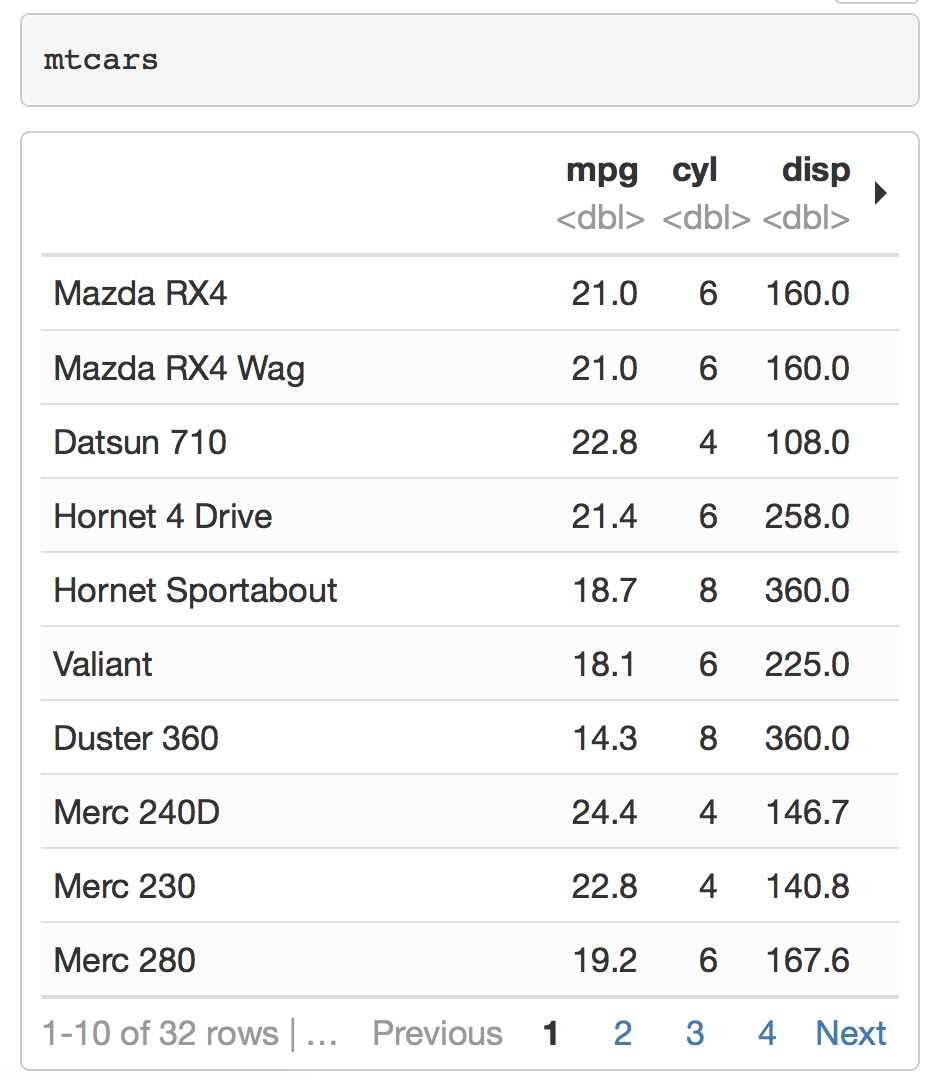 mtcars
mpg cyl disp
<dbl> <dbl> <dbl>
Mazda RX4 21.0 6 160.0
Mazda RX4 Wag 21.0 6 160.0
Datsun 710 22.8 4 108.0
Hornet 4 Drive 21.4 6 258.0
Hornet Sportabout 18.7 8 360.0
Valiant 18.1 6 225.0
Duster 360 14.3 8 360.0
Merc 240D 24.4 4 146.7
Merc 230 22.8 4 140.8
Merc 280 19.2 6 167.6
1-10 of 32 rows | ... Previous 1 2 3 4 Next